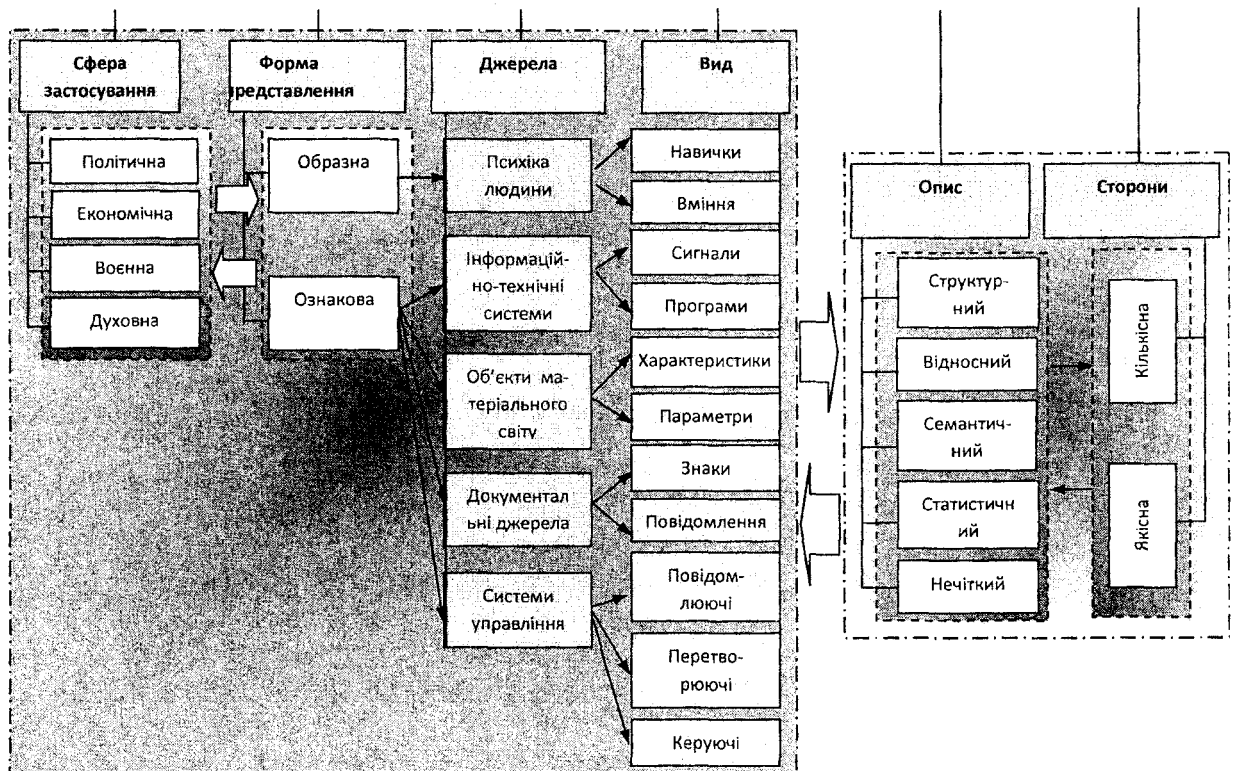 Сфера
застосування
Форма
редставлення
Джерела
Вид
Політична
Економічна
Воєнна
Духовна
Образна
Ознакова
Психіка
людини
Інформацій-
но-технічні
системи
Об'єкти ма-
теріального
світу
Документал
ьні джерела
Системи
управління
Навички
Вміння
Сигнали
Програми
Характеристики
Параметри
Знаки
Повідомлення
Повідом-
люючі
Перетво-
рюючі
Керуючі
Опис
Сторони
Структур-
ний
Відносний
Семантич-
ний
Статистичн
ий
Нечіткий
Кількісна
Якісна